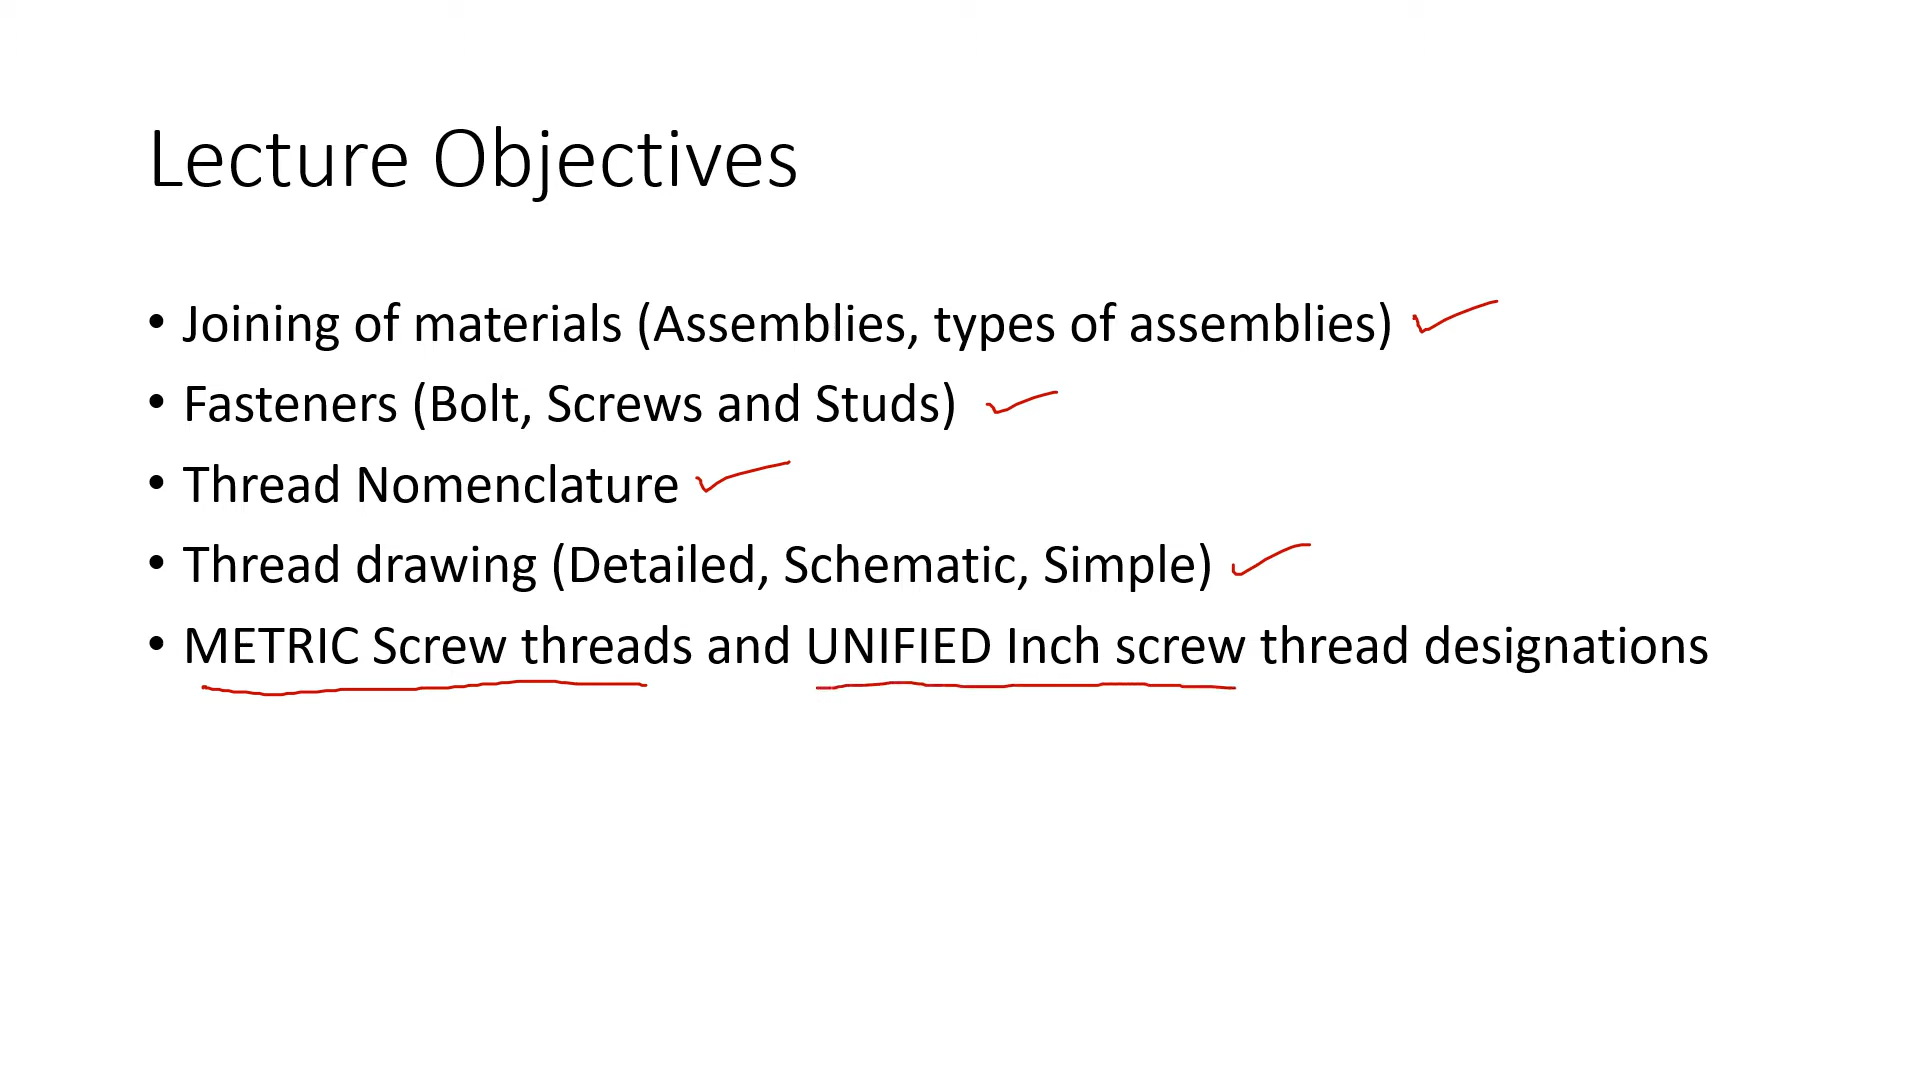 Lecture Objectives
• Joining of materials (Assemblies, types of assemblies)
• Fasteners (Bolt, Screws and Studs)
• Thread Nomenclature
• Thread drawing (Detailed, Schematic, Simple)
• METRIC Screw threads and UNIFIED Inch screw thread designations